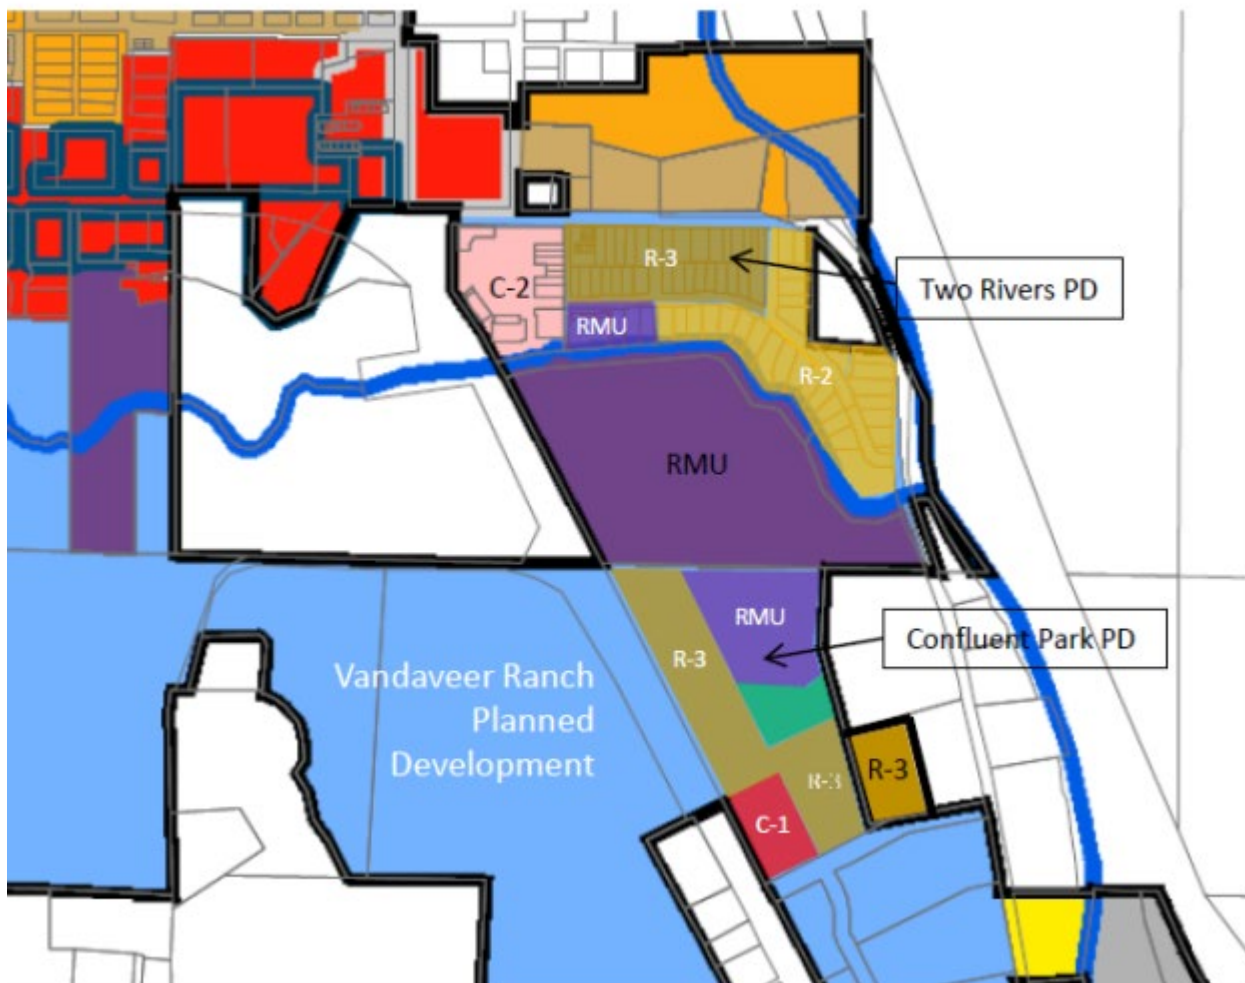 R-3
Two Rivers PD
C-2
RMU
R-2
RMU
RMU
Confluent Park PD
R-3
Vandaveer Ranch
Planned
Development
R-3
R-3
C-1